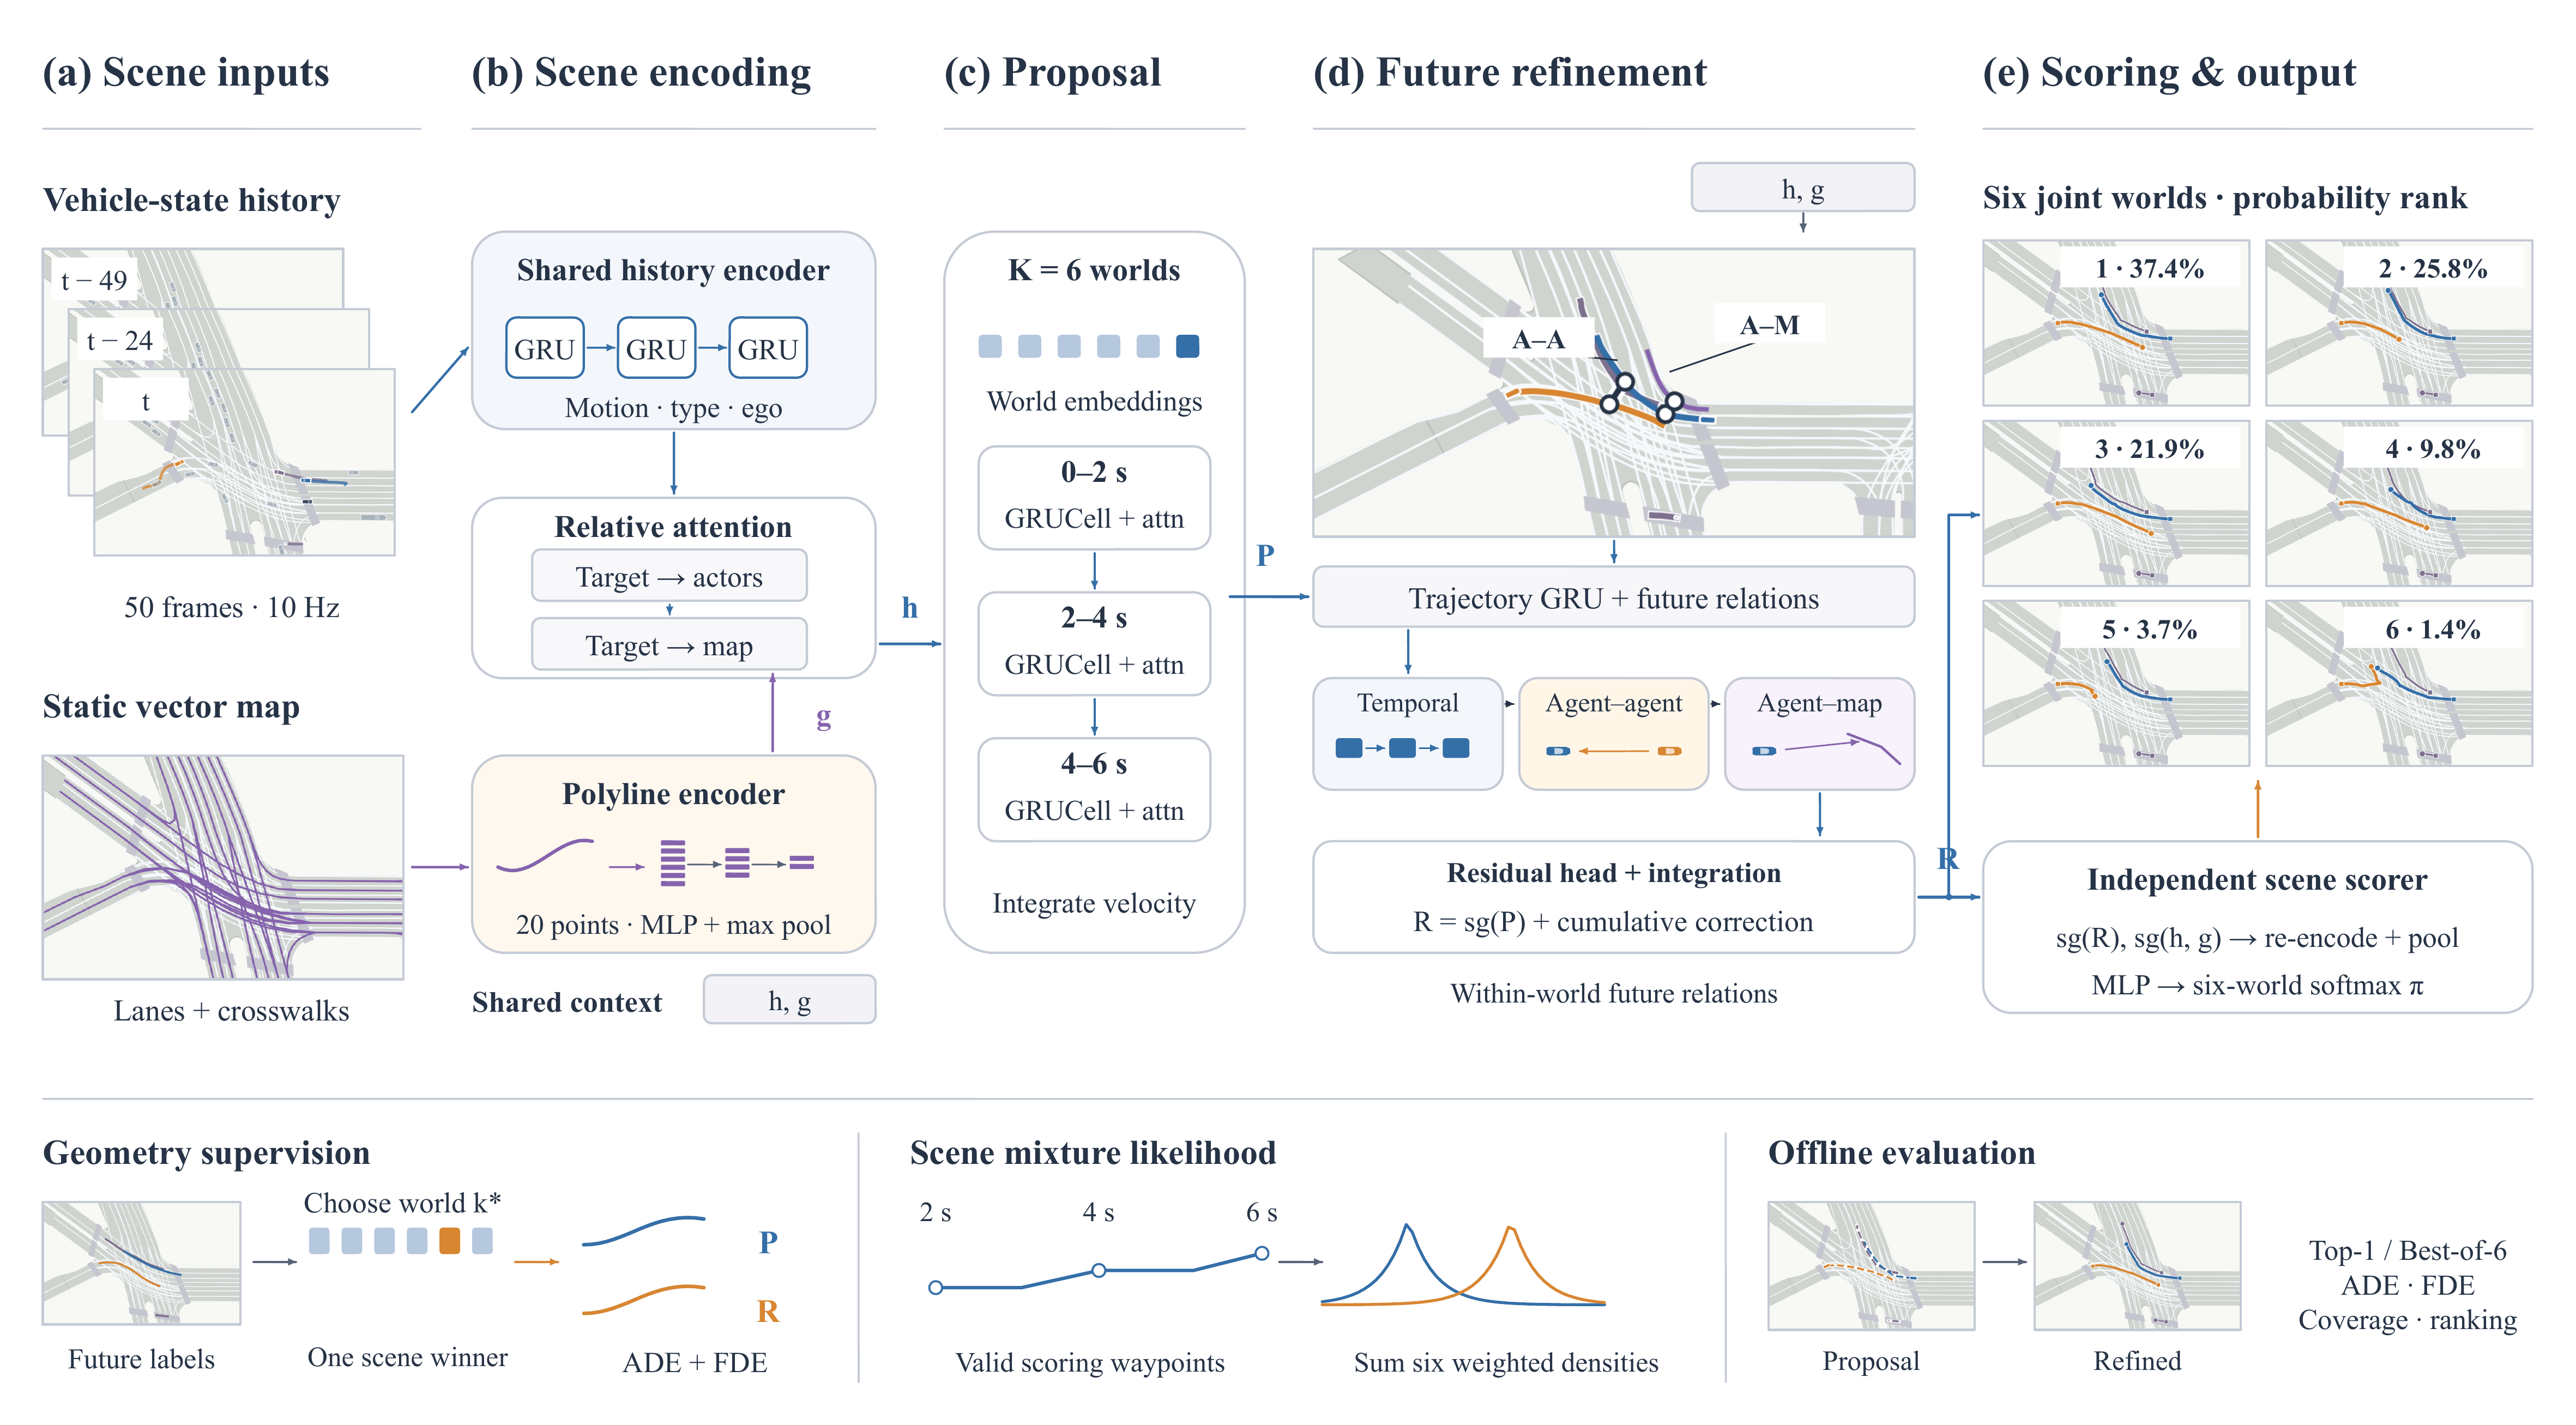 (a) Scene inputs
Vehicle-state history
t − 49
t − 24
t
50 frames · 10 Hz
Static vector map
Lanes + crosswalks
(b) Scene encoding
Shared history encoder
GRU GRU GRU
Motion · type · ego
Relative attention
Target → actors
Target → map
g
Polyline encoder
20 points · MLP + max pool
Shared context h, g
h
(c) Proposal
K = 6 worlds
World embeddings
0–2 s
GRUCell + attn
2–4 s
GRUCell + attn
4–6 s
GRUCell + attn
Integrate velocity
P
(d) Future refinement
h, g
A–A
A–M
Trajectory GRU + future relations
Temporal Agent–agent Agent–map
Residual head + integration
R = sg(P) + cumulative correction
Within-world future relations
R
(e) Scoring & output
Six joint worlds · probability rank
1 · 37.4% 2 · 25.8%
3 · 21.9% 4 · 9.8%
5 · 3.7% 6 · 1.4%
Independent scene scorer
sg(R), sg(h, g) → re-encode + pool
MLP → six-world softmax π
Geometry supervision
Choose world k*
P
R
Future labels One scene winner ADE + FDE
Scene mixture likelihood
2 s 4 s 6 s
Valid scoring waypoints Sum six weighted densities
Offline evaluation
Proposal Refined
Top-1 / Best-of-6
ADE · FDE
Coverage · ranking